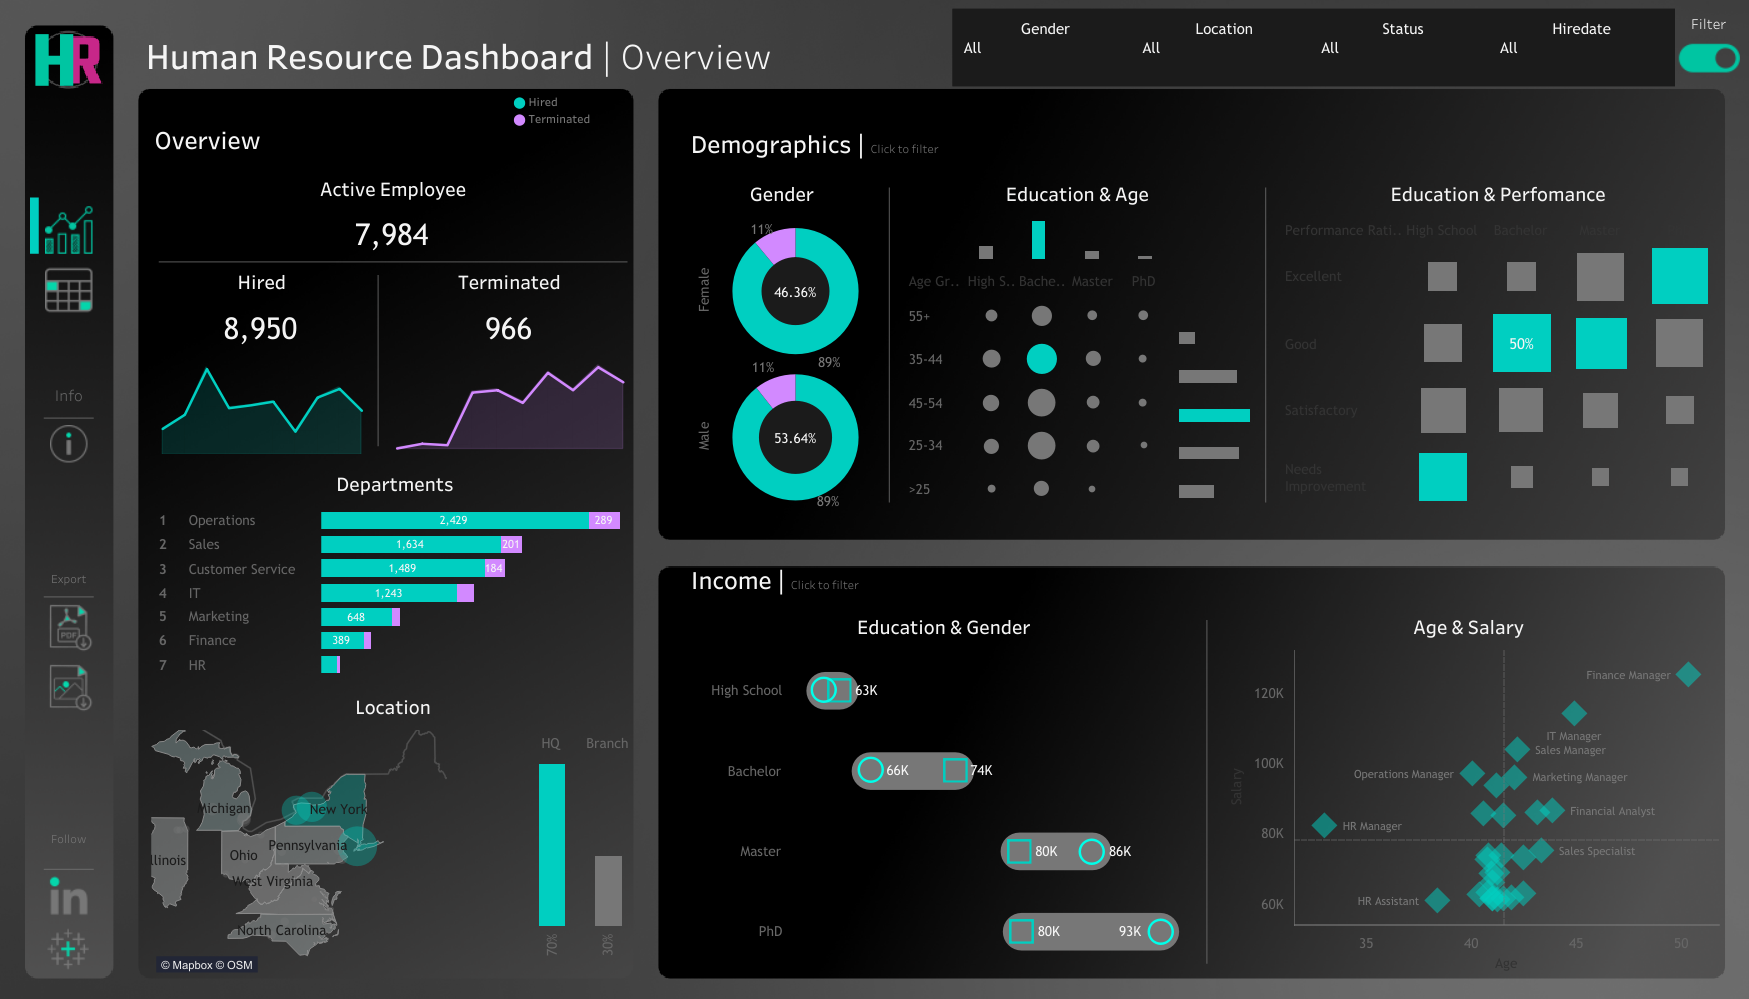 HR
Human Resource Dashboard | Overview
Gender
All
Location
All
Status
All
Hiredate
All
Filter
Info
Export
PDF
Follow
in
Hired
Terminated
Overview
Active Employee
7,984
Hired
8,950
Terminated
966
Departments
1 Operations 2,429 289
2 Sales 1,634 201
3 Customer Service 1,489 184
4 IT 1,243
5 Marketing 648
6 Finance 389
7 HR
Location
Michigan
New York
Pennsylvania
Ohio
llinois
West Virginia
North Carolina
HQ Branch
70% 30%
© Mapbox © OSM
Demographics | Click to filter
Gender
Female
11%
46.36%
89%
Male
11%
53.64%
89%
Education & Age
Age Gr.. High S.. Bache.. Master PhD
55+
35-44
45-54
25-34
>25
Education & Perfomance
Performance Rati.. High School Bachelor Master
Excellent
Good 50%
Satisfactory
Needs
Improvement
Income | Click to filter
Education & Gender
High School 63K
Bachelor 66K 74K
Master 80K 86K
PhD 80K 93K
Age & Salary
Salary
120K
100K
80K
60K
Finance Manager
IT Manager
Sales Manager
Operations Manager
Marketing Manager
Financial Analyst
HR Manager
Sales Specialist
HR Assistant
35 40 45 50
Age